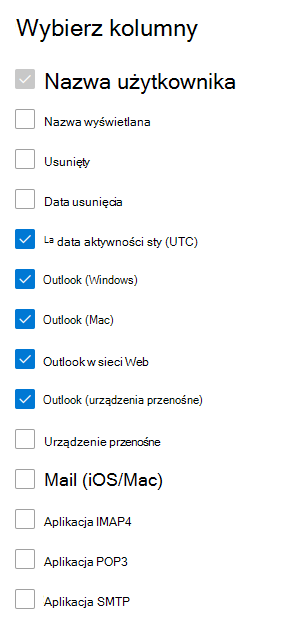 Wybierz kolumny
Nazwa użytkownika
Nazwa wyświetlana
Usunięty
Data usunięcia
La data aktywności sty (UTC)
Outlook (Windows)
Outlook (Mac)
Outlook w sieci Web
Outlook (urządzenia przenośne)
Urządzenie przenośne
Mail (iOS/Mac)
Aplikacja IMAP4
Aplikacja POP3
Aplikacja SMTP